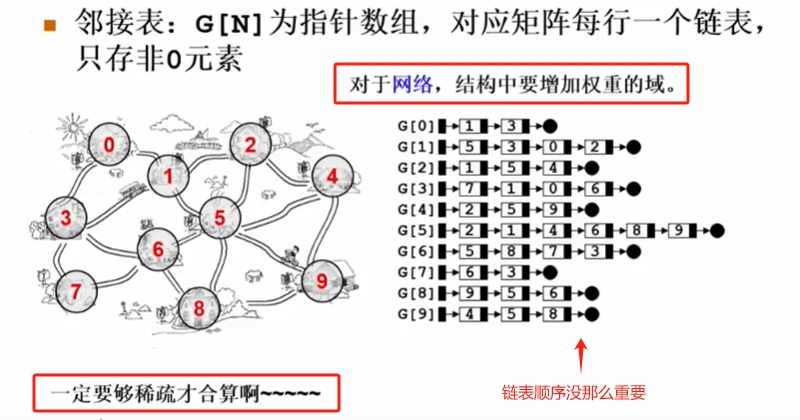 邻接表：G[N]为指针数组，对应矩阵每行一个链表，
只存非0元素
对于网络，结构中要增加权重的域。
0
2
1
4
3
5
6
7
8
9
G[0] 1 3
G[1] 5 3 0 2
G[2] 1 5 4
G[3] 7 1 0 6
G[4] 2 5 9
G[5] 2 1 4 6 8 9
G[6] 5 8 7 3
G[7] 6 3
G[8] 9 5 6
G[9] 4 5 8
一定要够稀疏才合算啊~~~~~
链表顺序没那么重要